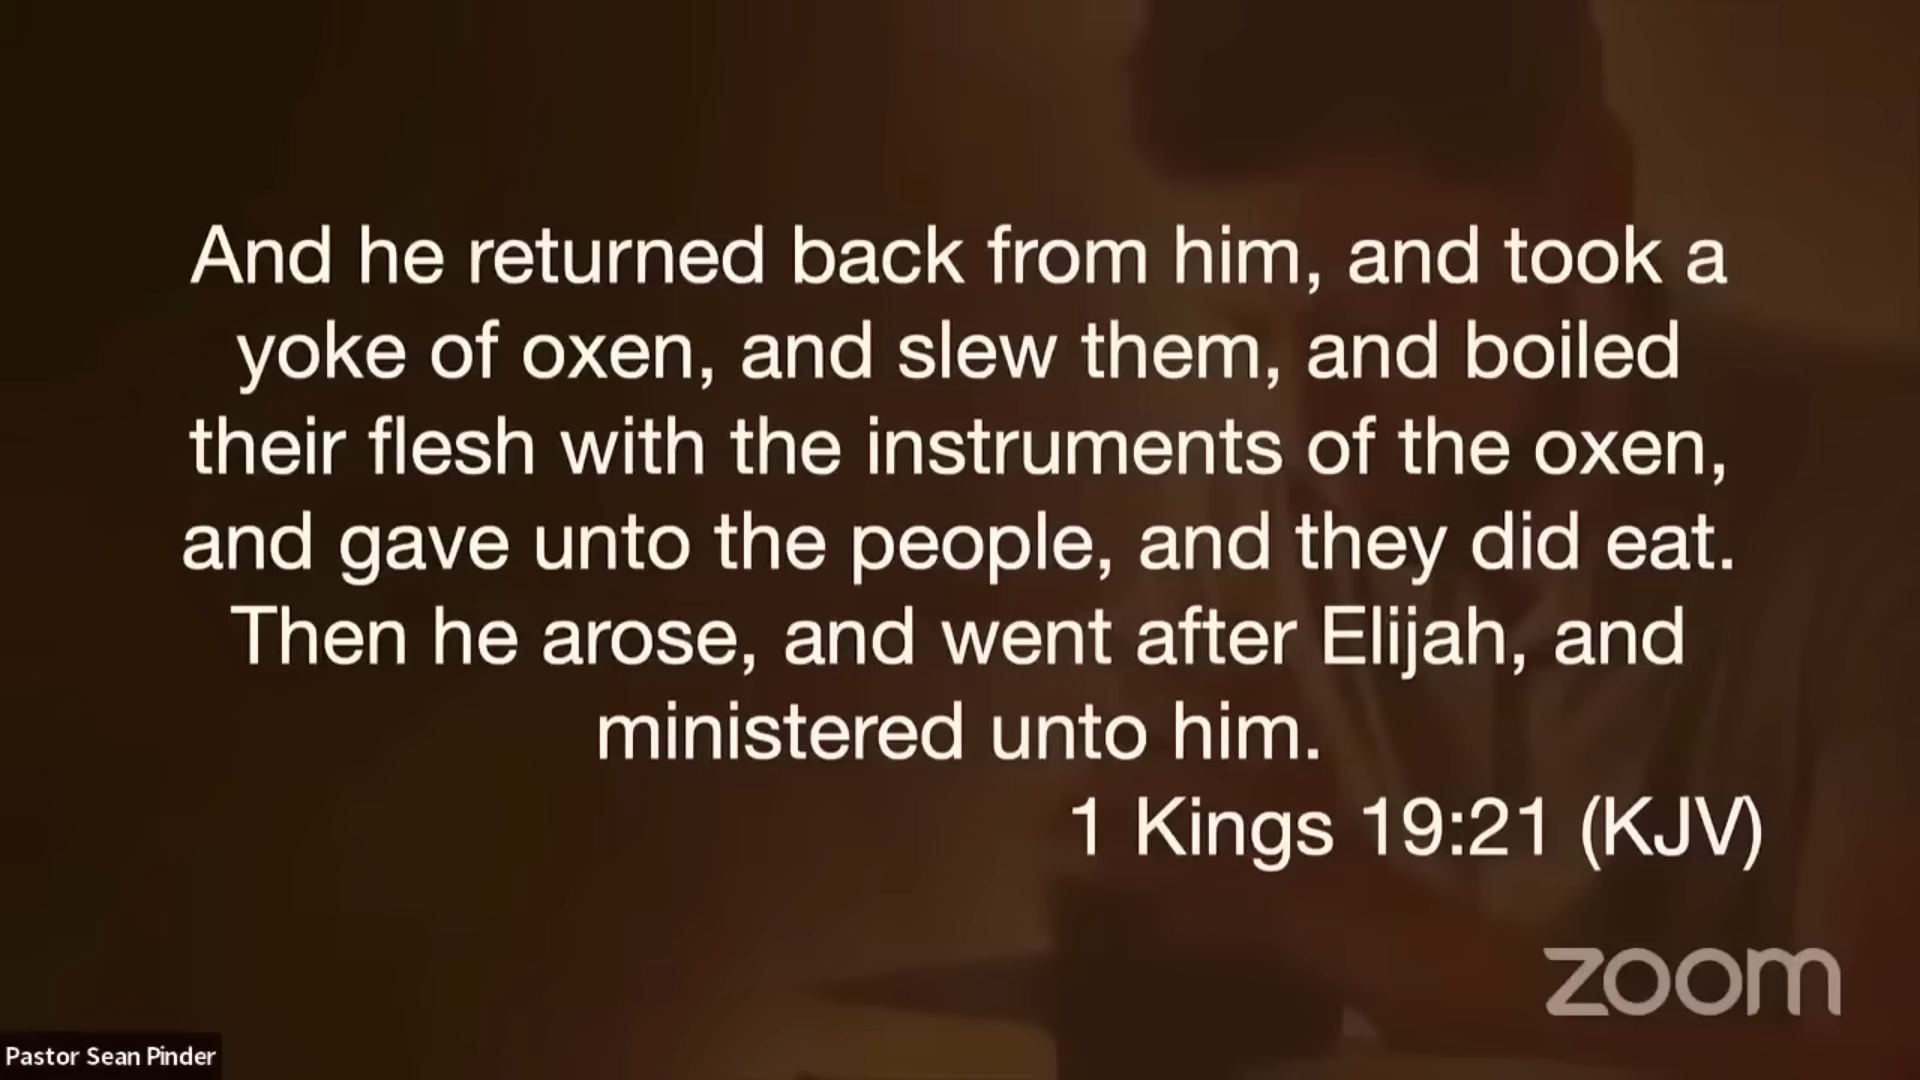 And he returned back from him, and took a
yoke of oxen, and slew them, and boiled
their flesh with the instruments of the oxen,
and gave unto the people, and they did eat.
Then he arose, and went after Elijah, and
ministered unto him.
1 Kings 19:21 (KJV)
zoom
Pastor Sean Pinder